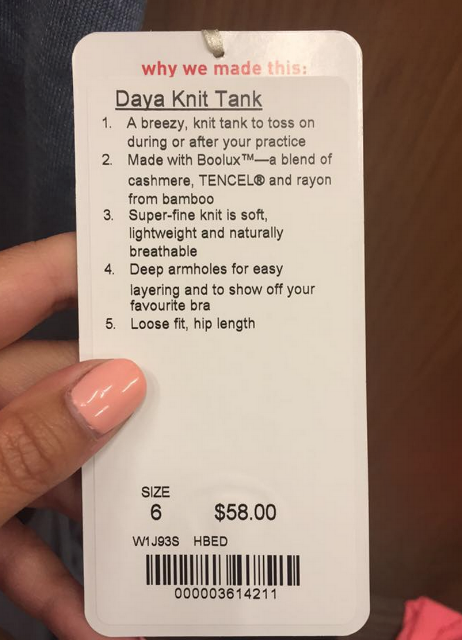 why we made this:
Daya Knit Tank
1. A breezy, knit tank to toss on
during or after your practice
2. Made with Boolux™—a blend of
cashmere, TENCEL® and rayon
from bamboo
3. Super-fine knit is soft,
lightweight and naturally
breathable
4. Deep armholes for easy
layering and to show off your
favourite bra
5. Loose fit, hip length
SIZE
6 $58.00
W1J93S HBED
000003614211